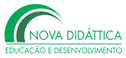 NOVA DIDÁTTICA
EDUCAÇÃO E DESENVOLVIMENTO